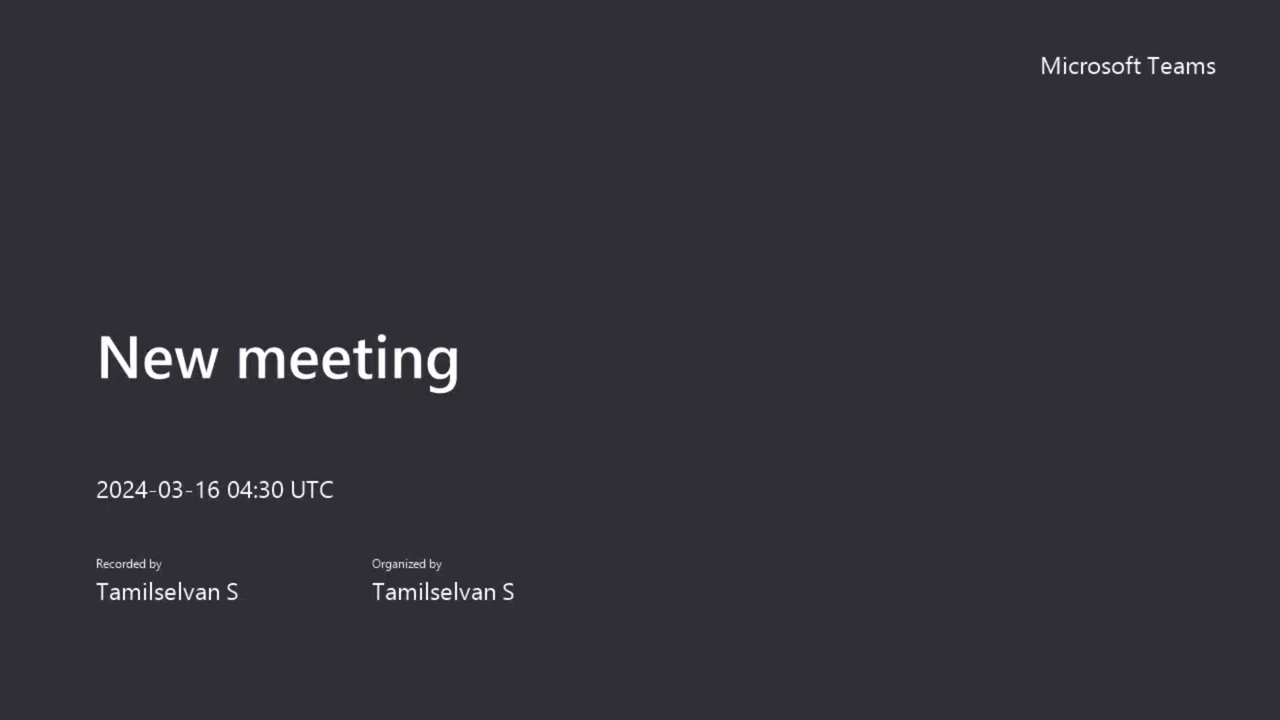 Microsoft Teams
New meeting
2024-03-16 04:30 UTC
Recorded by
Tamilselvan S
Organized by
Tamilselvan S